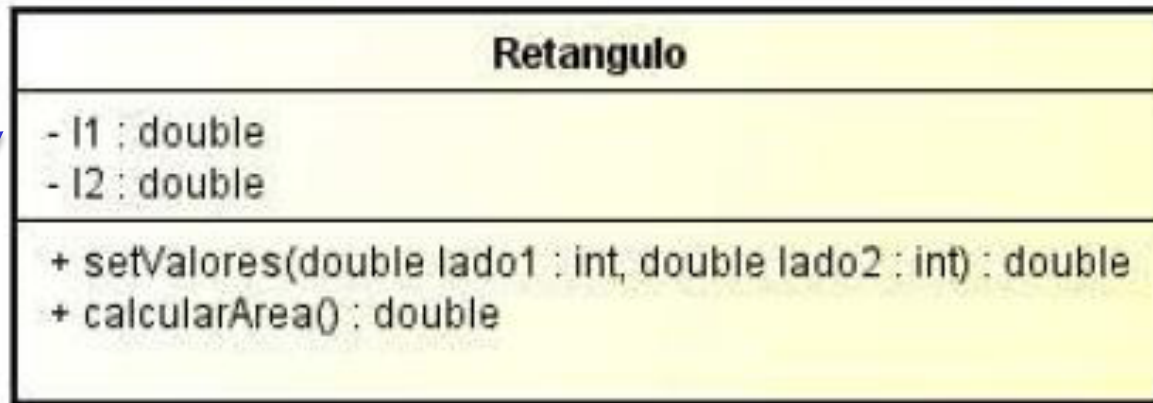 Retangulo
- l1 : double
- l2 : double
+ setValores(double lado1 : int, double lado2 : int) : double
+ calcularArea() : double